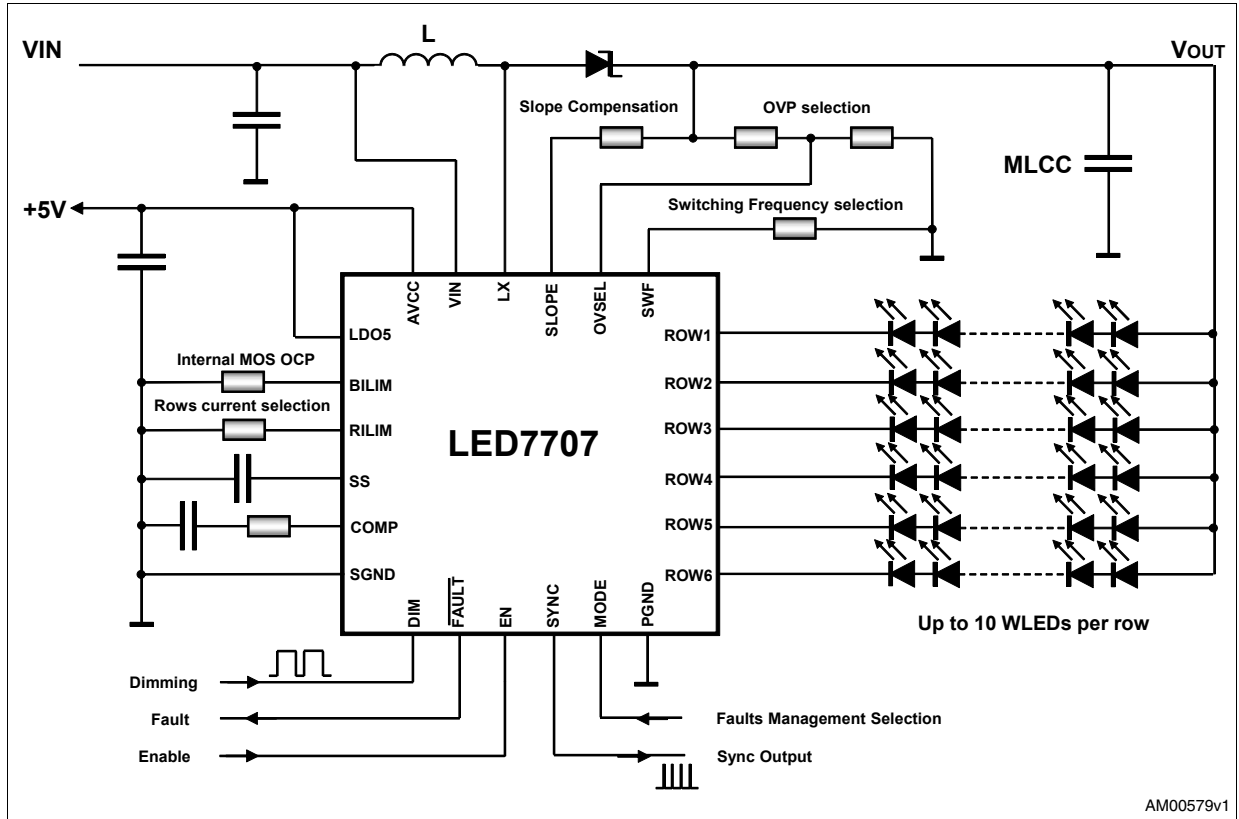 VIN
L
VOUT
Slope Compensation
OVP selection
MLCC
+5V
Switching Frequency selection
AVCC
VIN
LX
SLOPE
OVSEL
SWF
LDO5
ROW1
Internal MOS OCP
BILIM
ROW2
Rows current selection
RILIM
ROW3
LED7707
SS
ROW4
COMP
ROW5
SGND
ROW6
DIM
FAULT
EN
SYNC
MODE
PGND
Up to 10 WLEDs per row
Dimming
Fault
Faults Management Selection
Enable
Sync Output
AM00579v1